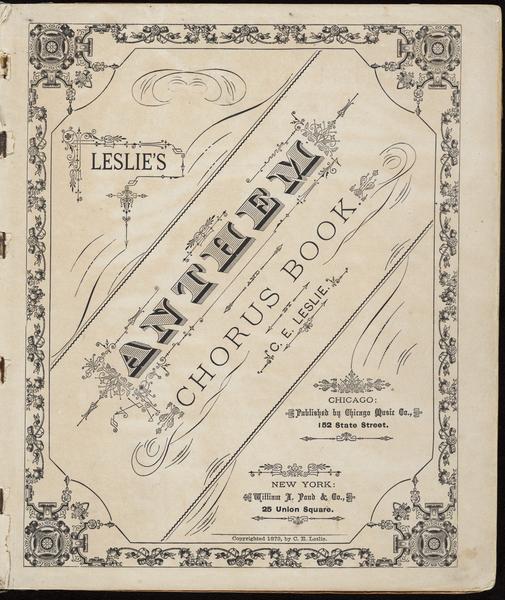 LESLIE'S
ANTHEM
AND
CHORUS BOOK.
BY
C. E. LESLIE.
CHICAGO:
Published by Chicago Music Co.,
152 State Street.
NEW YORK:
William A. Pond & Co.,
25 Union Square.
Copyrighted 1879, by C. E. Leslie.